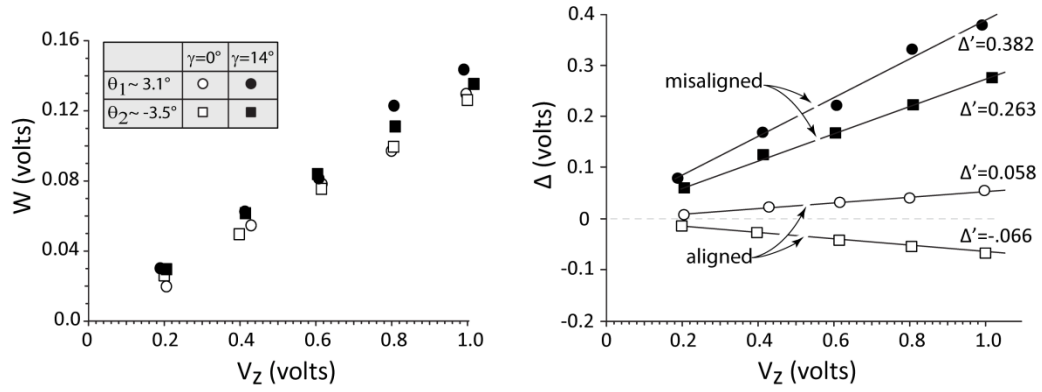 0.16
0.12
0.08
0.04
0.0
W (volts)
γ=0° γ=14°
θ1~ 3.1°
θ2~ -3.5°
0 0.2 0.4 0.6 0.8 1.0
VZ (volts)
0.4
0.3
0.2
0.1
0
-0.1
-0.2
Δ (volts)
misaligned
aligned
Δ'=0.382
Δ'=0.263
Δ'=0.058
Δ'=-.066
0 0.2 0.4 0.6 0.8 1.0
VZ (volts)